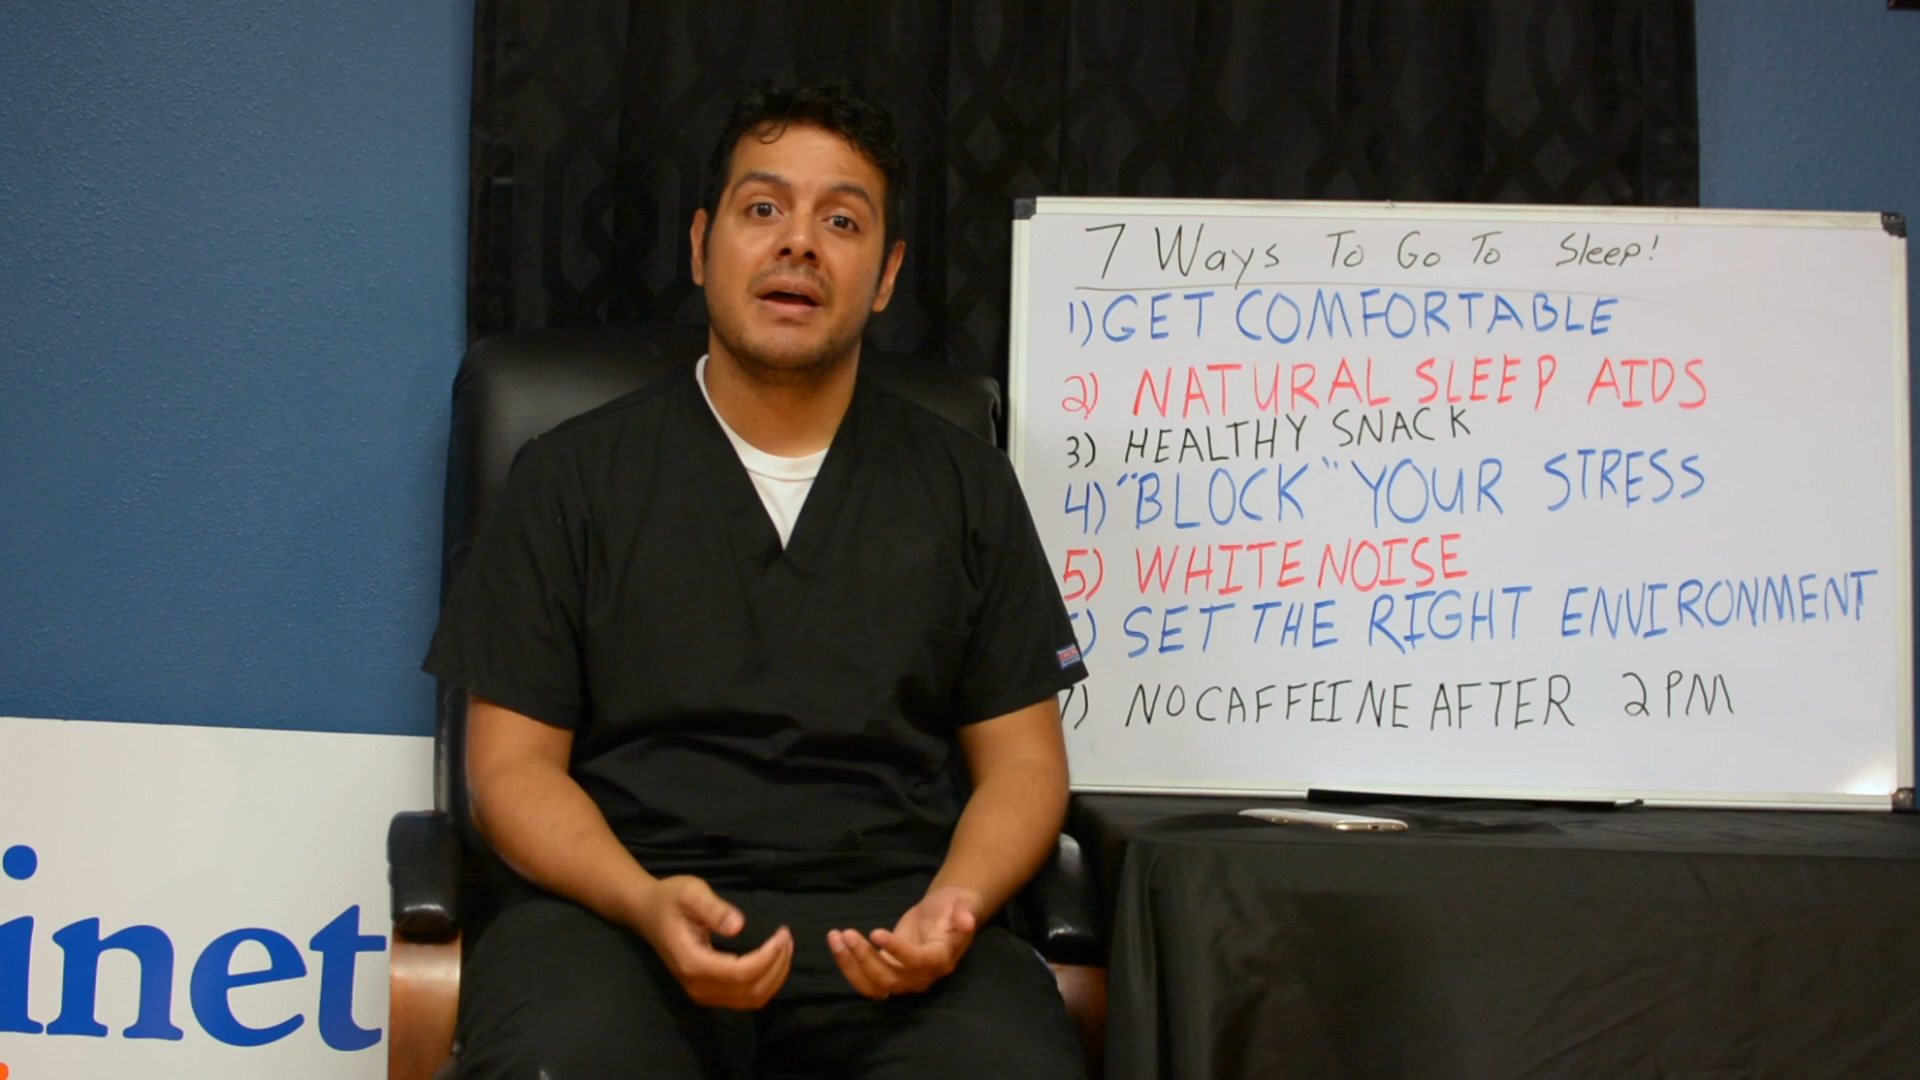 7 Ways To Go To Sleep!
1) GET COMFORTABLE
2) NATURAL SLEEP AIDS
3) HEALTHY SNACK
4) "BLOCK" YOUR STRESS
5) WHITE NOISE
) SET THE RIGHT ENVIRONMENT
7) NO CAFFEINE AFTER 2PM
inet